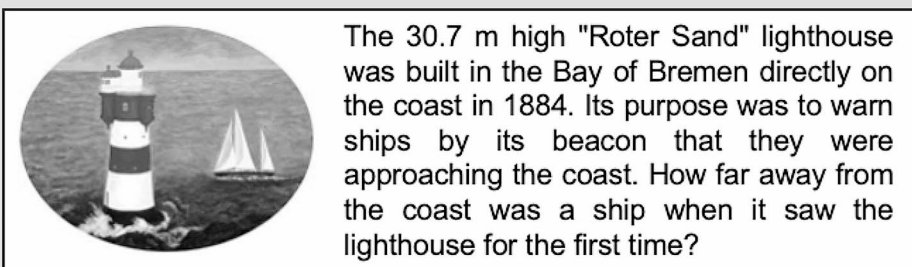 The 30.7 m high "Roter Sand" lighthouse
was built in the Bay of Bremen directly on
the coast in 1884. Its purpose was to warn
ships by its beacon that they were
approaching the coast. How far away from
the coast was a ship when it saw the
lighthouse for the first time?